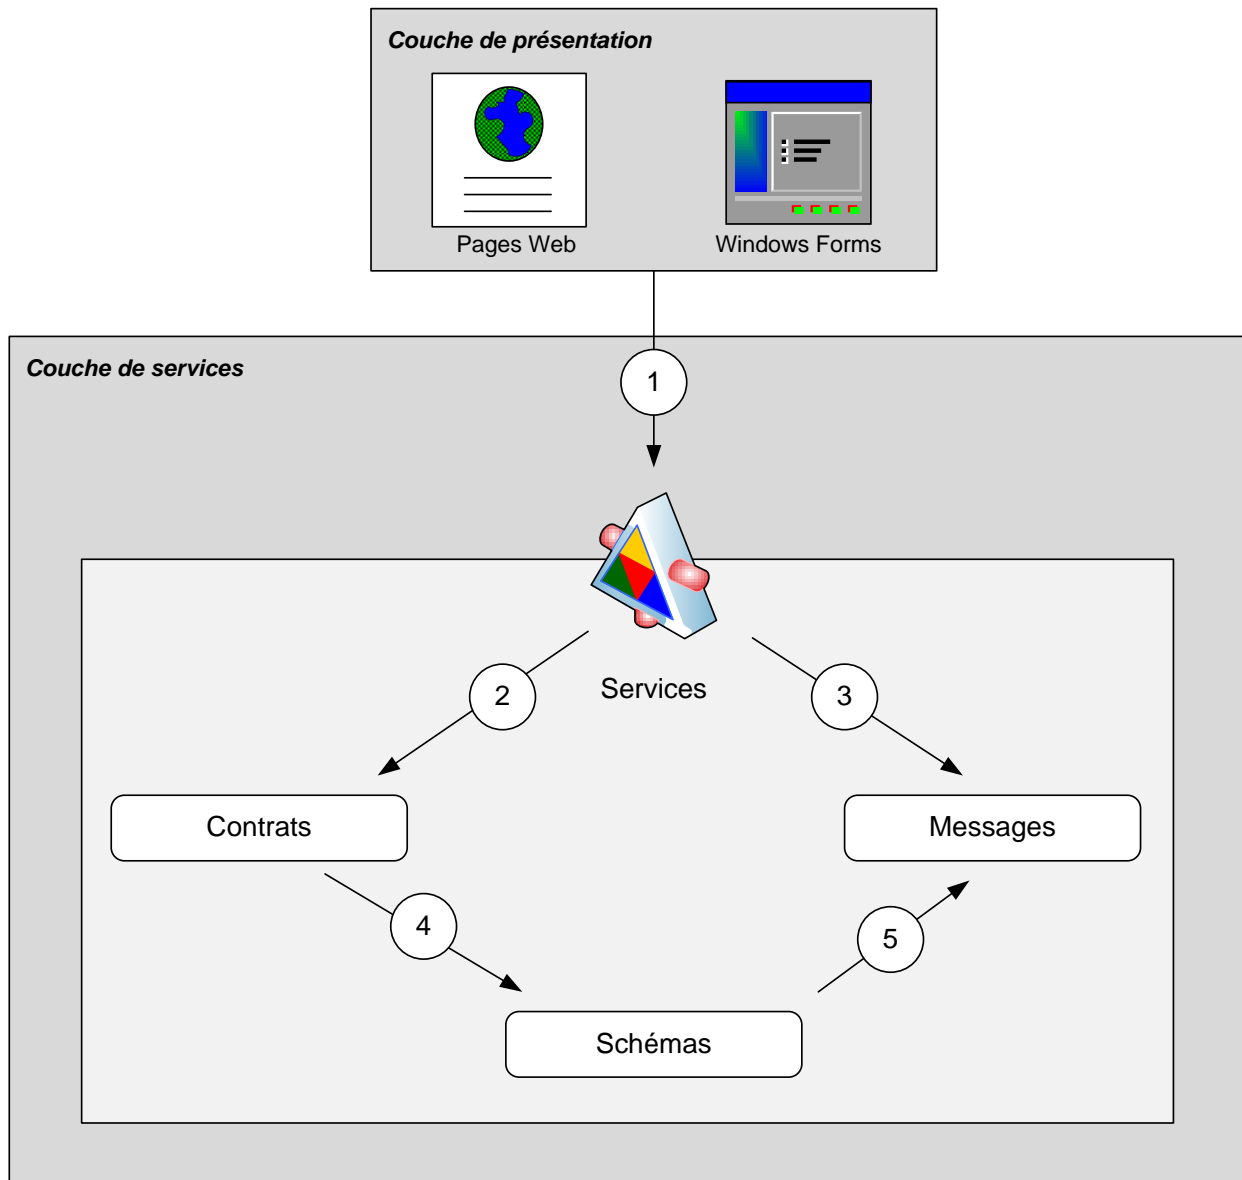 Couche de présentation
Pages Web
Windows Forms
Couche de services
1
Services
2
3
Contrats
Messages
4
5
Schémas